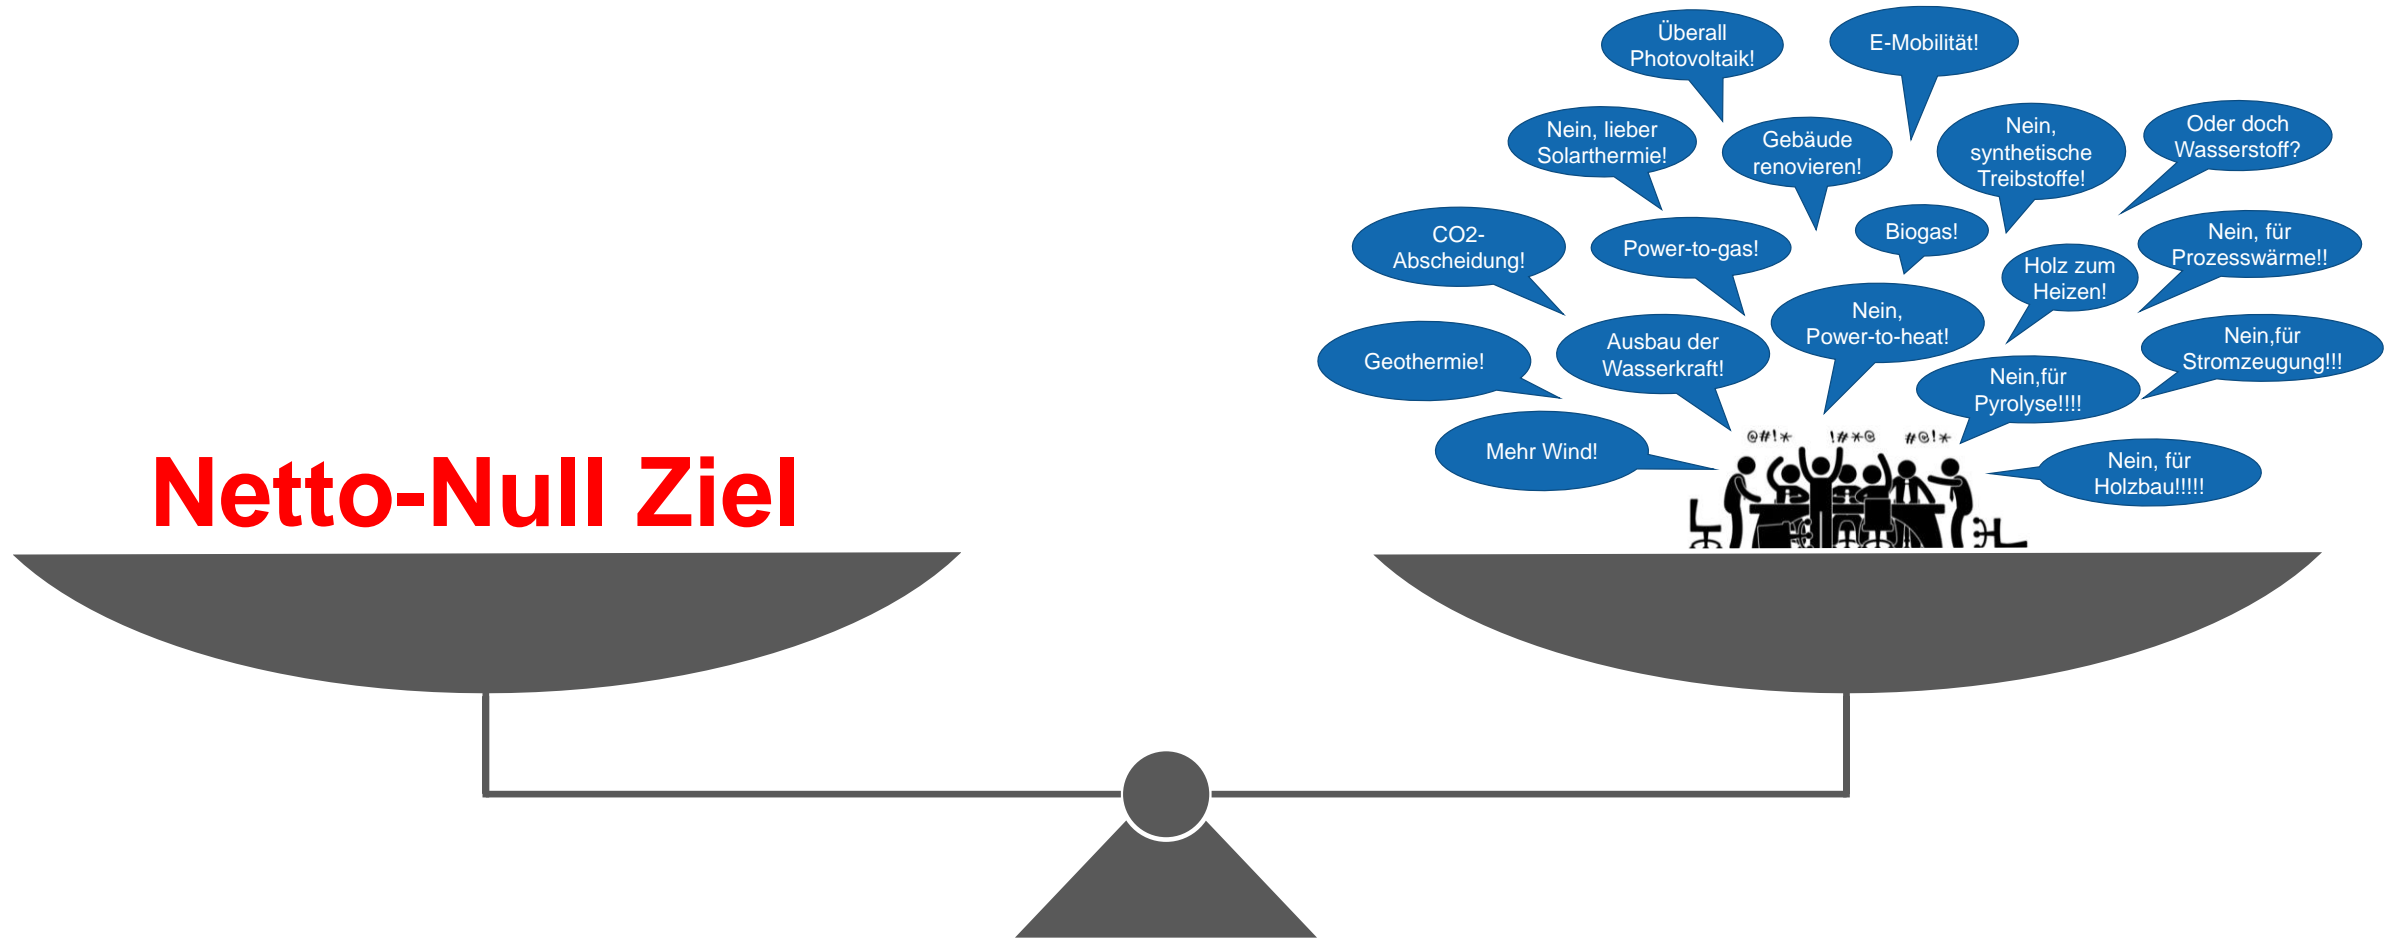 Überall
Photovoltaik!
E-Mobilität!
Nein, lieber
Solarthermie!
Gebäude
renovieren!
Nein,
synthetische
Treibstoffe!
Oder doch
Wasserstoff?
CO2-
Abscheidung!
Power-to-gas!
Biogas!
Holz zum
Heizen!
Nein, für
Prozesswärme!!
Geothermie!
Ausbau der
Wasserkraft!
Nein,
Power-to-heat!
Nein,für
Pyrolyse!!!!
Nein,für
Stromzeugung!!!
Mehr Wind!
@#!*
!#*@
#@!*
Nein, für
Holzbau!!!!!
Netto-Null Ziel